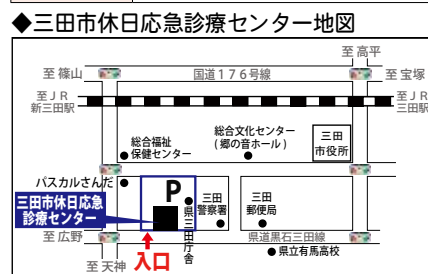 ◆三田市休日応急診療センター地図
至 高平
至 篠山
国道176号線
至 宝塚
至ＪＲ
新三田駅
至ＪＲ
三田駅
総合福祉
保健センター
総合文化センター
(郷の音ホール)
三田
市役所
パスカルさんだ
P
三田市休日応急
診療センター
県三田庁舎
三田
警察署
三田
郵便局
至 広野
県道黒石三田線
県立有馬高校
至 天神
入口